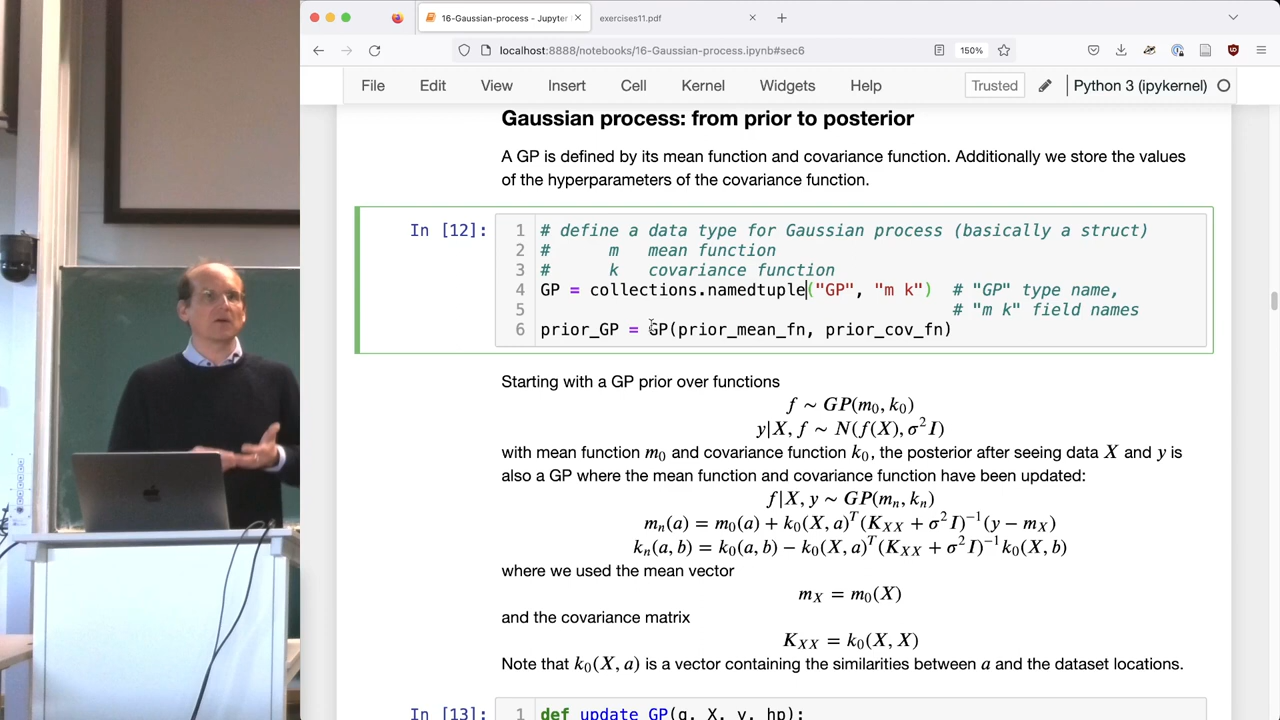 16-Gaussian-process - Jupyter
exercises11.pdf
localhost:8888/notebooks/16-Gaussian-process.ipynb#sec6
150%
File Edit View Insert Cell Kernel Widgets Help
Trusted
Python 3 (ipykernel)
Gaussian process: from prior to posterior
A GP is defined by its mean function and covariance function. Additionally we store the values
of the hyperparameters of the covariance function.
In [12]:
1 # define a data type for Gaussian process (basically a struct)
2 # m mean function
3 # k covariance function
4 GP = collections.namedtuple("GP", "m k") # "GP" type name,
5 # "m k" field names
6 prior_GP = GP(prior_mean_fn, prior_cov_fn)
Starting with a GP prior over functions
f ∼ GP(m₀, k₀)
y|X, f ∼ N(f(X), σ²I)
with mean function m₀ and covariance function k₀, the posterior after seeing data X and y is
also a GP where the mean function and covariance function have been updated:
f|X, y ∼ GP(mₙ, kₙ)
mₙ(a) = m₀(a) + k₀(X, a)ᵀ(K_XX + σ²I)⁻¹(y − m_X)
kₙ(a, b) = k₀(a, b) − k₀(X, a)ᵀ(K_XX + σ²I)⁻¹k₀(X, b)
where we used the mean vector
m_X = m₀(X)
and the covariance matrix
K_XX = k₀(X, X)
Note that k₀(X, a) is a vector containing the similarities between a and the dataset locations.
In [13]:
1 def update_GP(g, X, y, hp):